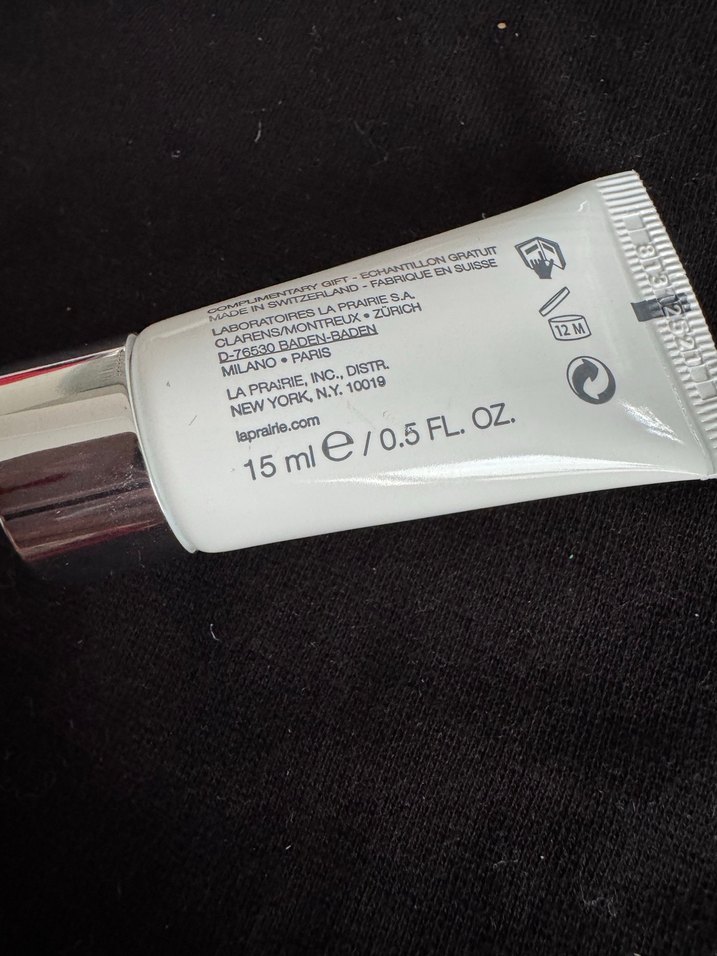 COMPLIMENTARY GIFT - ECHANTILLON GRATUIT
MADE IN SWITZERLAND - FABRIQUE EN SUISSE
LABORATOIRES LA PRAIRIE S.A.
CLARENS/MONTREUX • ZÜRICH
D-76530 BADEN-BADEN
MILANO • PARIS
LA PRAIRIE, INC., DISTR.
NEW YORK, N.Y. 10019
laprairie.com
15 ml e / 0.5 FL. OZ.
12 M